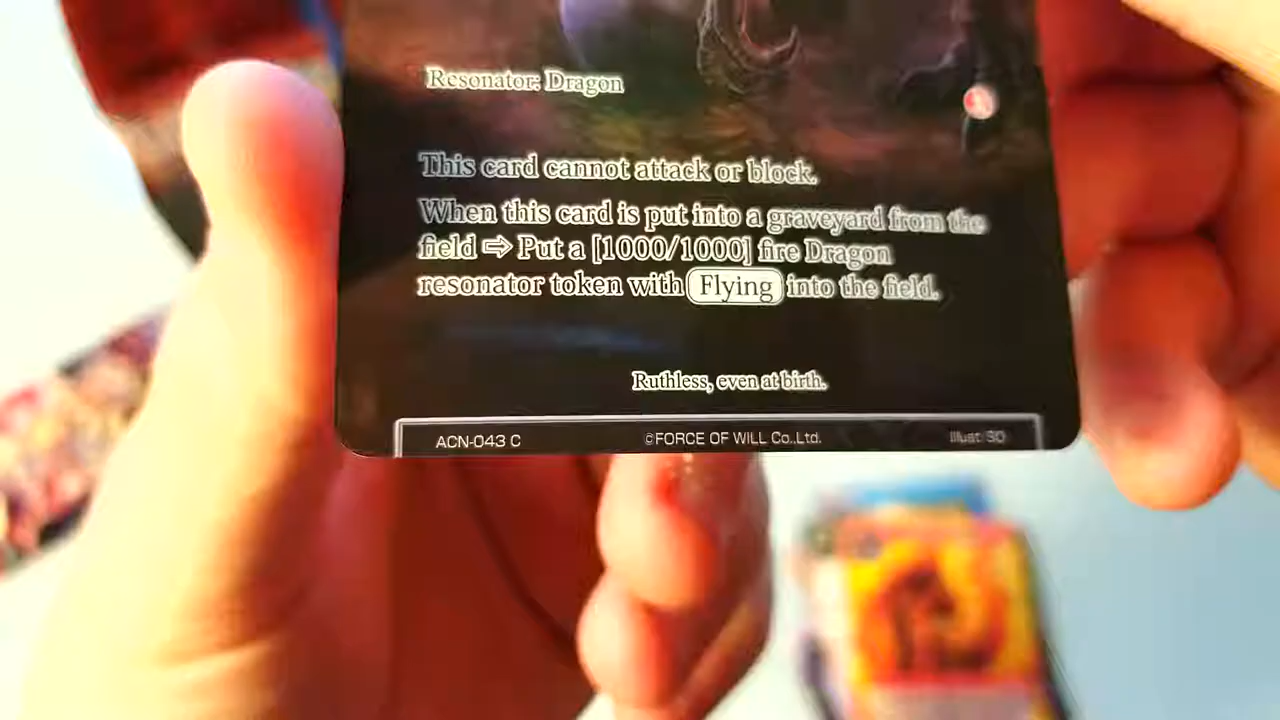 Resonator: Dragon
This card cannot attack or block.
When this card is put into a graveyard from the
field ⇨ Put a [1000/1000] fire Dragon
resonator token with Flying into the field.
Ruthless, even at birth.
ACN-043 C ©FORCE OF WILL Co.,Ltd. Illust/30